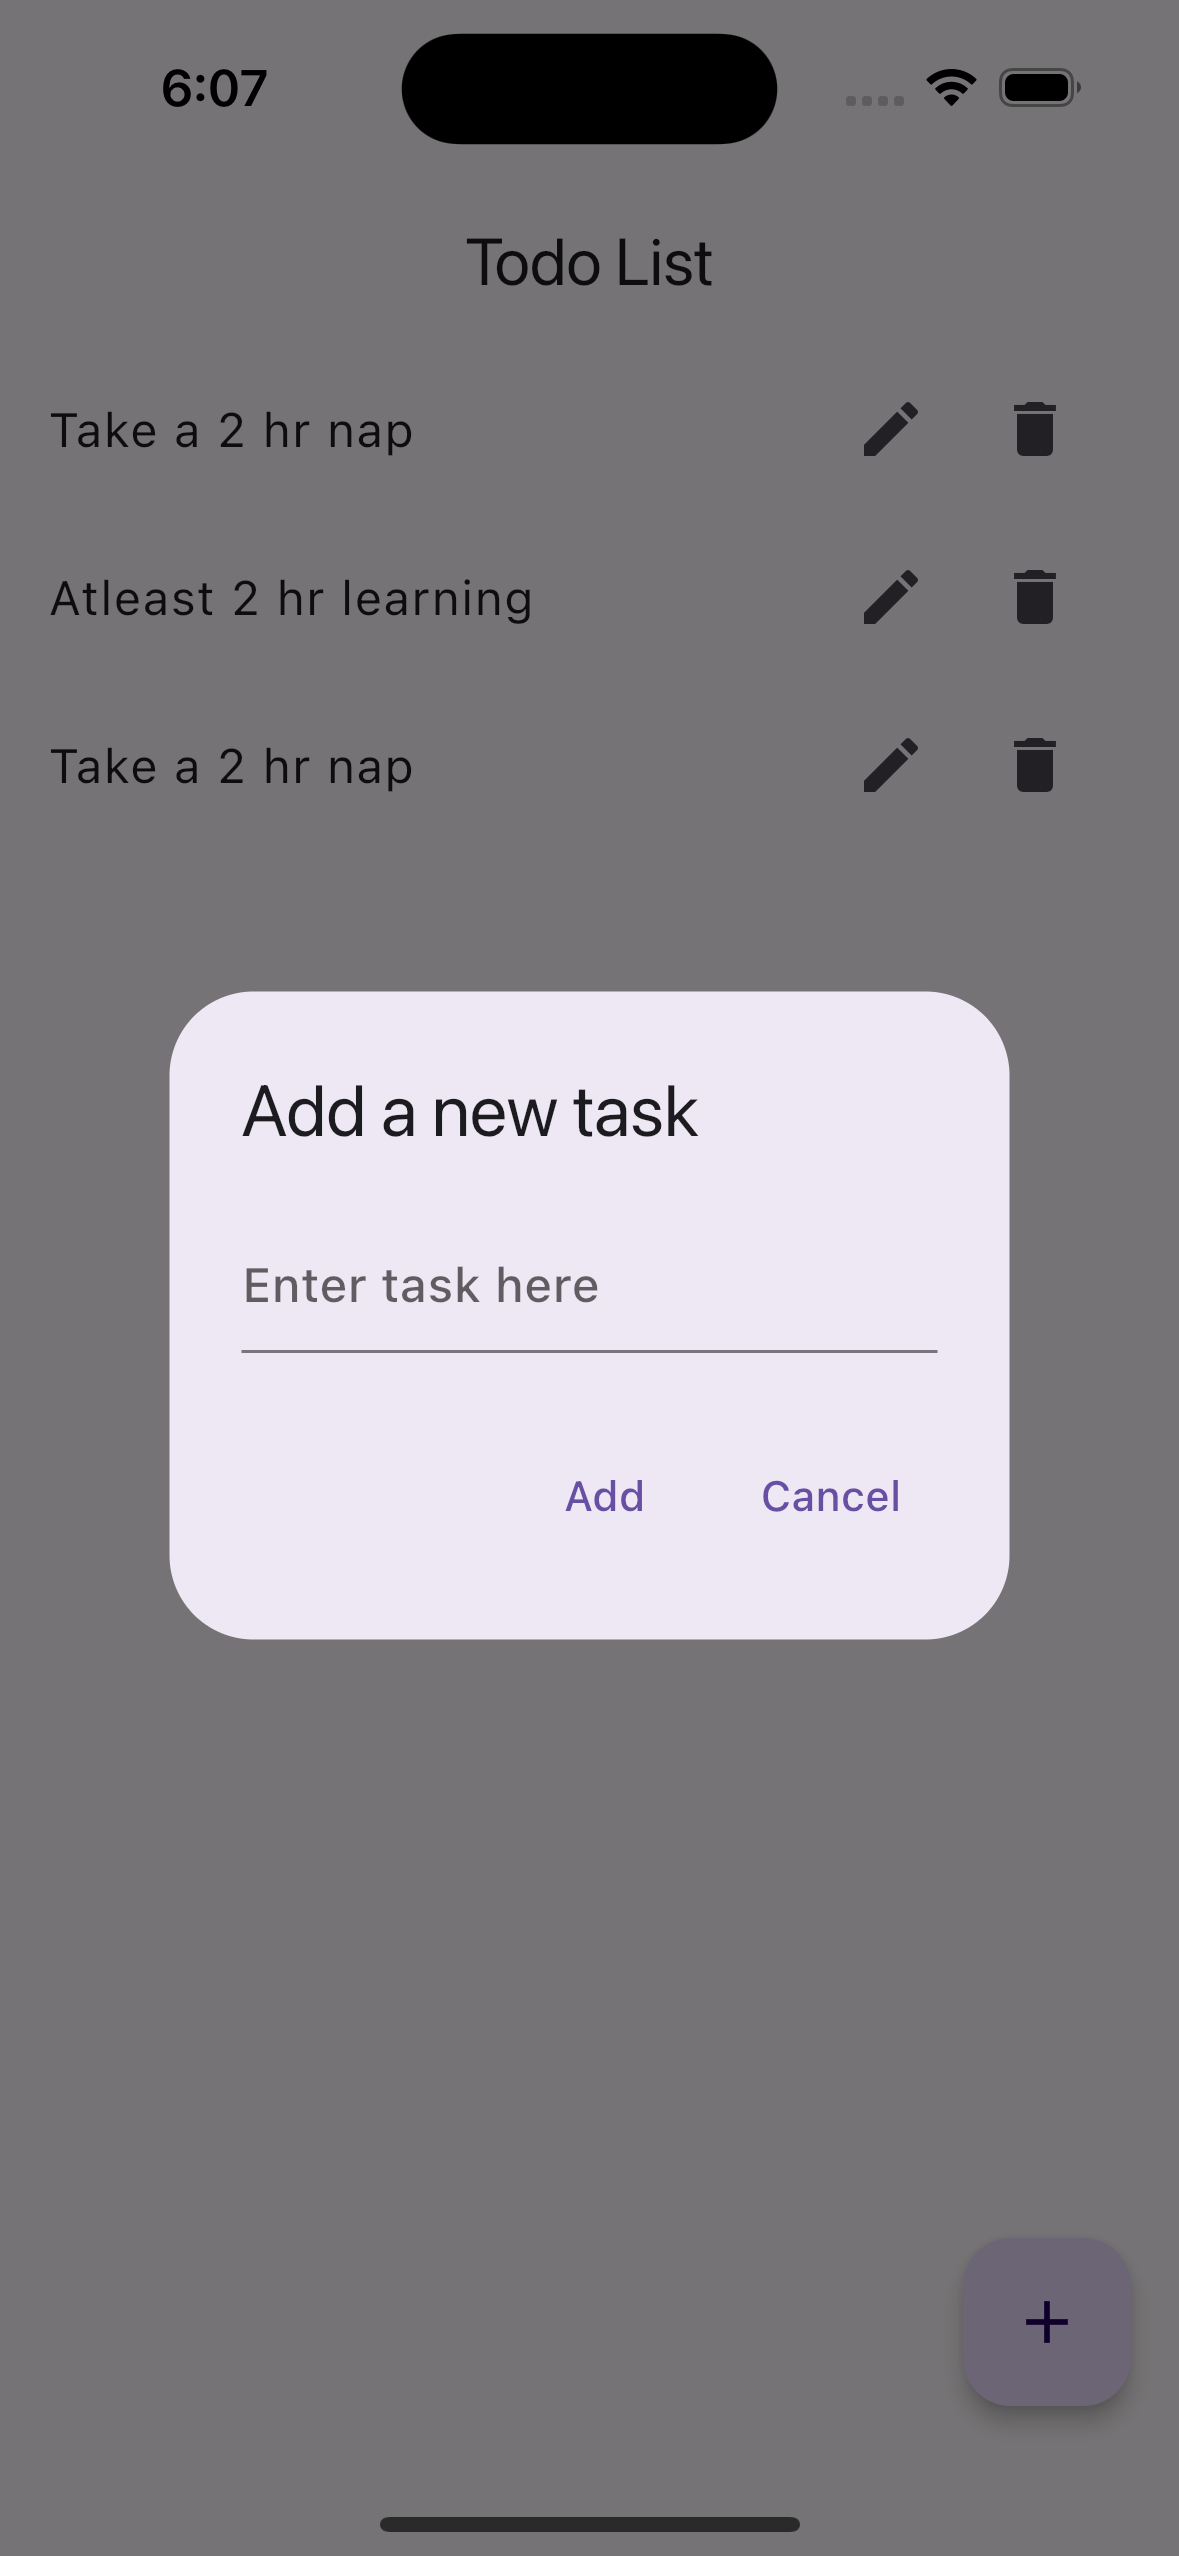 6:07
Todo List
Take a 2 hr nap
Atleast 2 hr learning
Take a 2 hr nap
Add a new task
Enter task here
Add Cancel